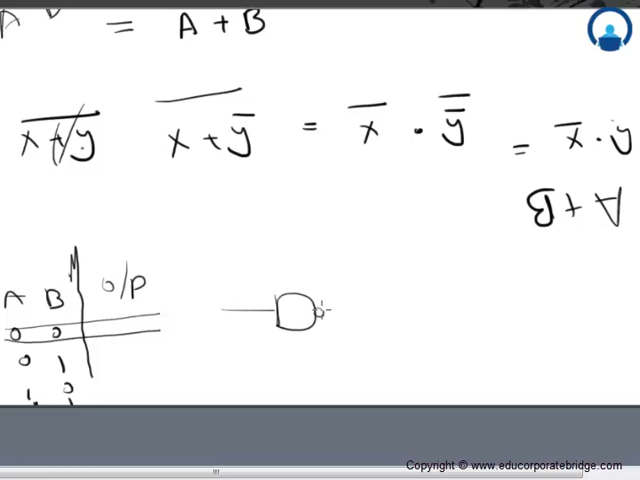 = A + B
x + y   x + y̅ = x̅ . y̿ = x̅ . y
A + B
A B O/P
0 0
0 1
1 0
Copyright © www.educorporatebridge.com